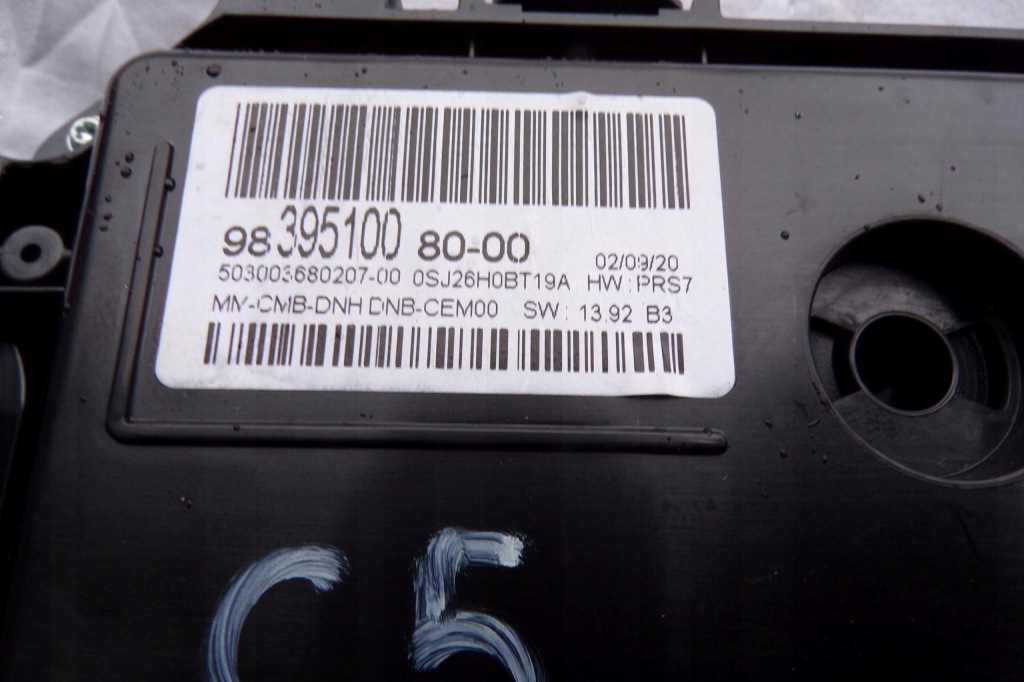 98 395100 80-00
02/09/20
503003680207-00 0SJ26H0BT19A HW : PRS7
MM-CMB-DNH DNB-CEM00 SW : 13.92 B3
C5